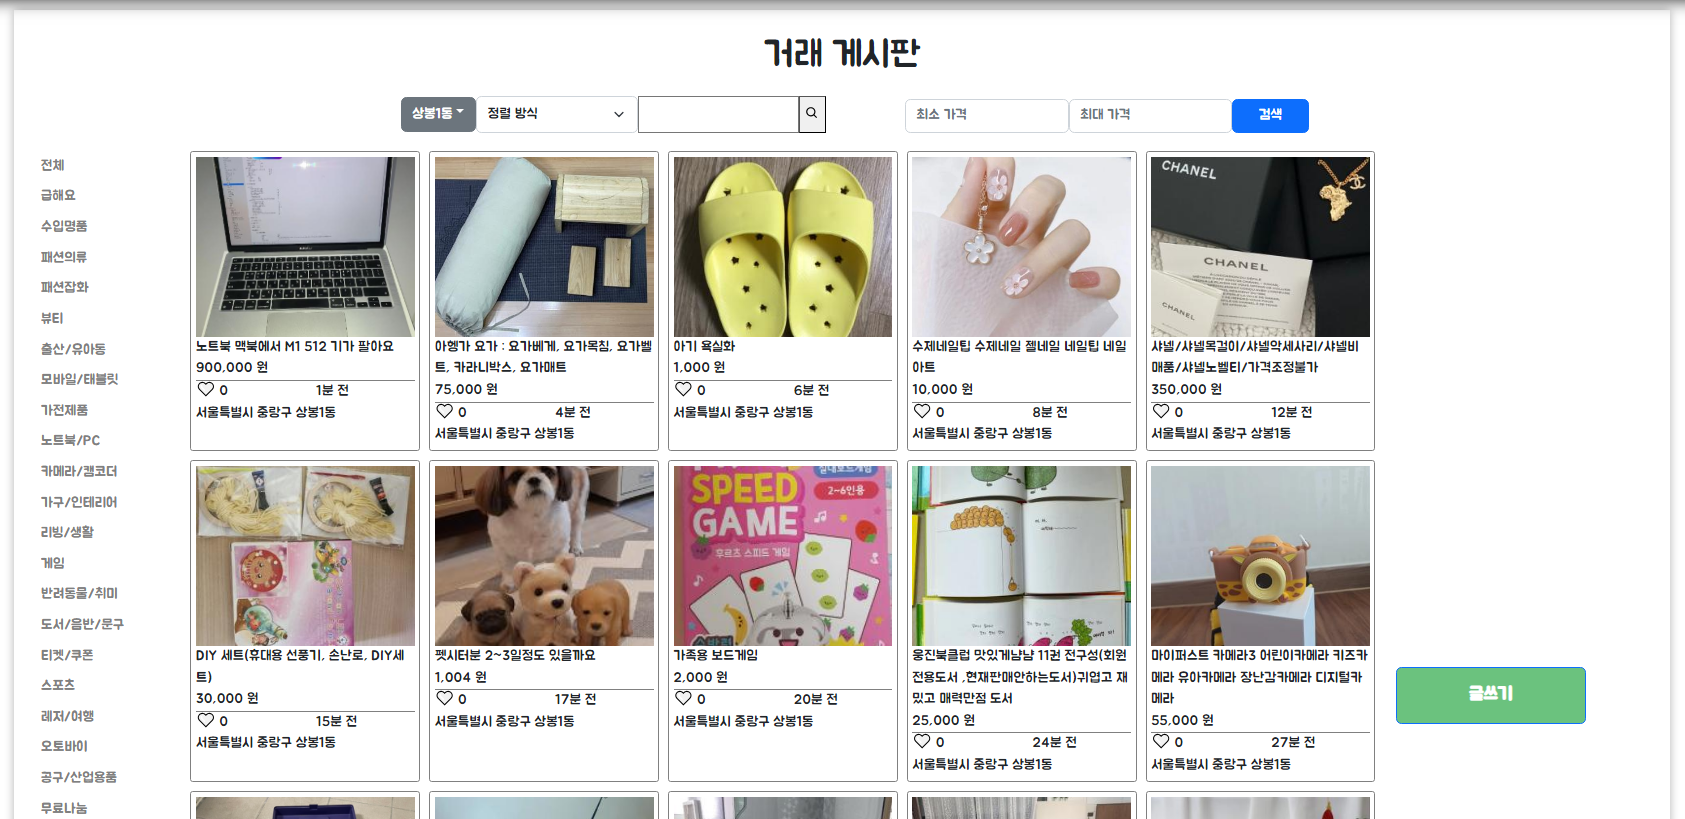 거래 게시판
상봉1동
정렬 방식
최소 가격
최대 가격
검색
전체
급해요
수입명품
패션의류
패션잡화
뷰티
출산/유아동
모바일/태블릿
가전제품
노트북/PC
카메라/캠코더
가구/인테리어
리빙/생활
게임
반려동물/취미
도서/음반/문구
티켓/쿠폰
스포츠
레저/여행
오토바이
공구/산업용품
무료나눔
노트북 맥북에서 M1 512 기가 팔아요
900,000 원
0 1분 전
서울특별시 중랑구 상봉1동
아헹가 요가 : 요가베게, 요가목침, 요가벨
트, 카라니박스, 요가매트
75,000 원
0 4분 전
서울특별시 중랑구 상봉1동
아기 욕실화
1,000 원
0 6분 전
서울특별시 중랑구 상봉1동
수제네일팁 수제네일 젤네일 네일팁 네일
아트
10,000 원
0 8분 전
서울특별시 중랑구 상봉1동
CHANEL
CHANEL
CHANEL
샤넬/샤넬목걸이/샤넬악세사리/샤넬비
매품/샤넬노벨티/가격조정불가
350,000 원
0 12분 전
서울특별시 중랑구 상봉1동
DIY 세트(휴대용 선풍기, 손난로, DIY세
트)
30,000 원
0 15분 전
서울특별시 중랑구 상봉1동
펫시터분 2~3일정도 있을까요
1,004 원
0 17분 전
서울특별시 중랑구 상봉1동
SPEED
GAME
2~6인용
후르츠 스피드 게임
가족용 보드게임
2,000 원
0 20분 전
서울특별시 중랑구 상봉1동
웅진북클럽 맛있게냠냠 11권 전구성(회원
전용도서 ,현재판매안하는도서)귀엽고 재
밌고 매력만점 도서
25,000 원
0 24분 전
서울특별시 중랑구 상봉1동
마이퍼스트 카메라3 어린이카메라 키즈카
메라 유아카메라 장난감카메라 디지털카
메라
55,000 원
0 27분 전
서울특별시 중랑구 상봉1동
글쓰기